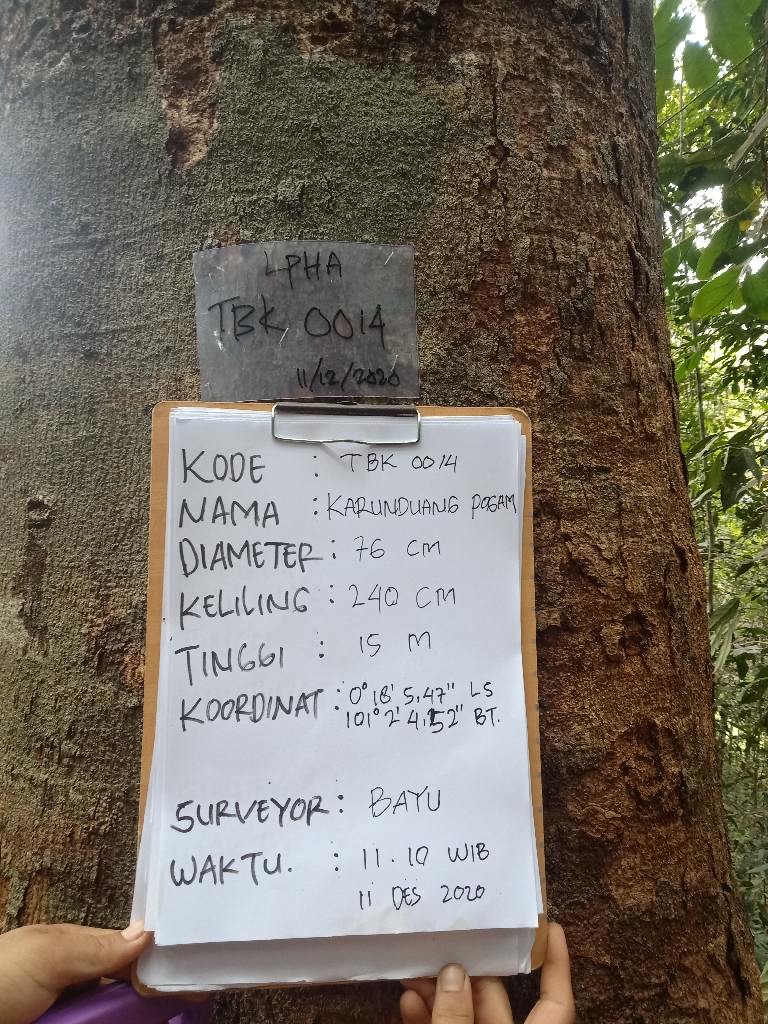 LPHA
TBK 0014
11/12/2020
KODE : TBK 0014
NAMA : KARUNDUANG POGAM
DIAMETER : 76 CM
KELILING : 240 CM
TINGGI : 15 M
KOORDINAT : 0° 18' 5.47" LS
101° 2' 4.52" BT.
SURVEYOR : BAYU
WAKTU. : 11.10 WIB
11 DES 2020